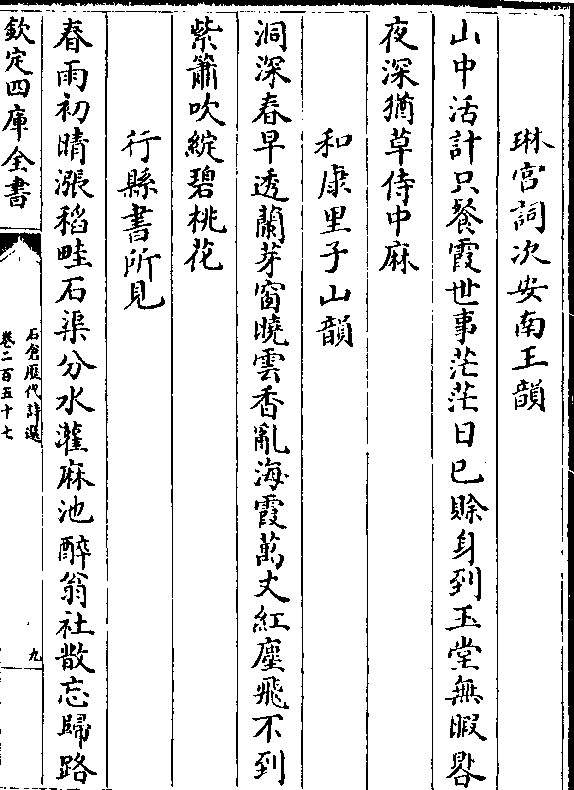 琳宫詞次安南王韻
山中活計只餐霞世事茫茫日已賖身到玉堂無暇晷
夜深猶草侍中麻
和康里子山韻
洞深春早透蘭芽窗曉雲香亂海霞萬丈紅塵飛不到
紫簫吹綻碧桃花
行縣書所見
春雨初晴漲稻畦石渠分水灌麻池醉翁社散忘歸路
欽定四庫全書
石倉歷代詩選
卷二百五十七
九